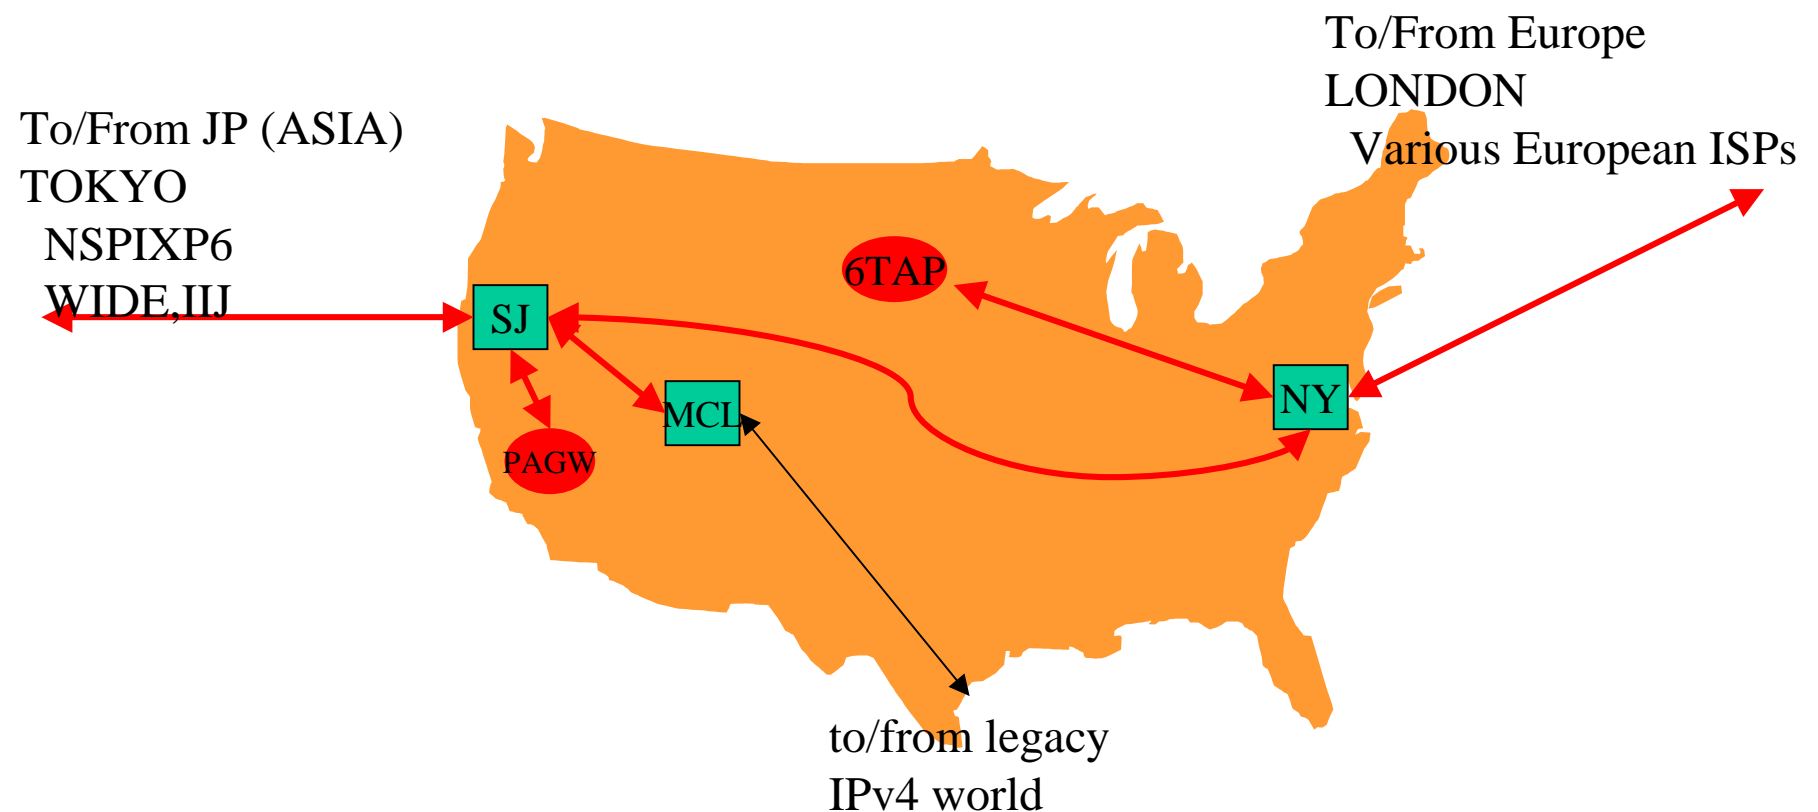 To/From Europe
LONDON
Various European ISPs
To/From JP (ASIA)
TOKYO
NSPIXP6
WIDE,IIJ
6TAP
SJ
NY
MCL
PAGW
to/from legacy
IPv4 world